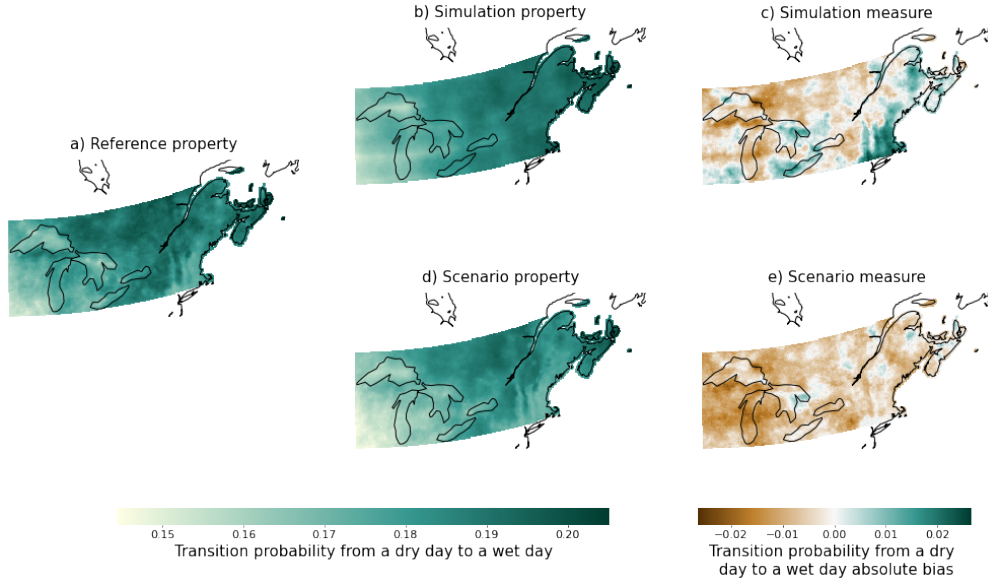 b) Simulation property
c) Simulation measure
a) Reference property
d) Scenario property
e) Scenario measure
0.15 0.16 0.17 0.18 0.19 0.20
Transition probability from a dry day to a wet day
−0.02 −0.01 0.00 0.01 0.02
Transition probability from a dry
day to a wet day absolute bias